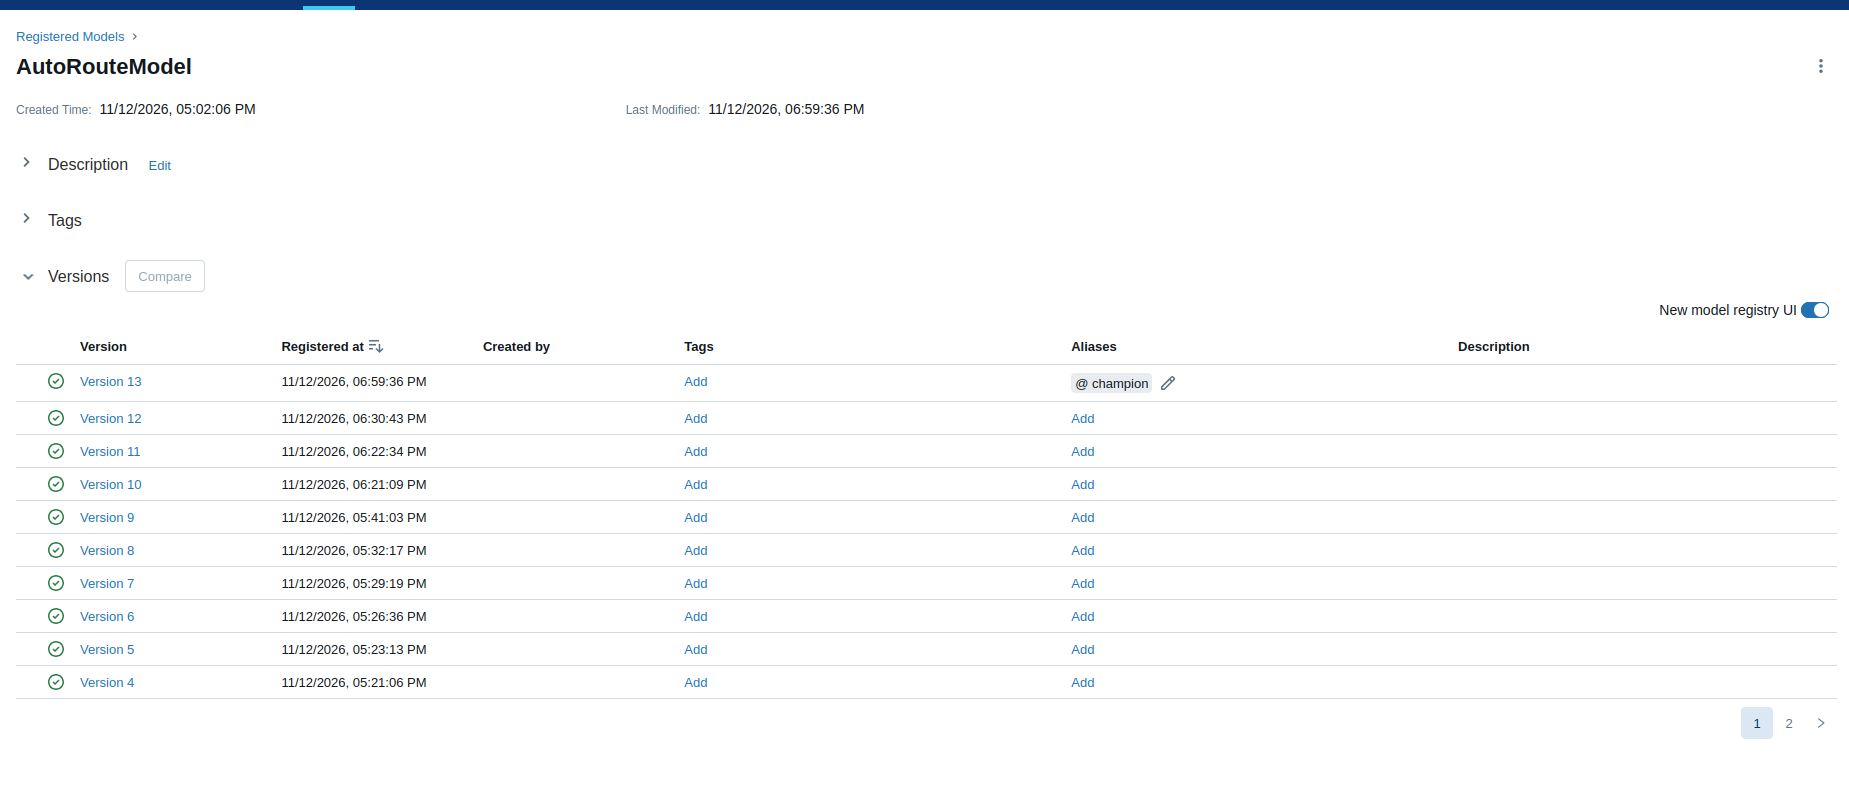 Registered Models
AutoRouteModel
Created Time: 11/12/2026, 05:02:06 PM Last Modified: 11/12/2026, 06:59:36 PM
Description Edit
Tags
Versions Compare
New model registry UI
Version Registered at Created by Tags Aliases Description
Version 13 11/12/2026, 06:59:36 PM Add @ champion
Version 12 11/12/2026, 06:30:43 PM Add Add
Version 11 11/12/2026, 06:22:34 PM Add Add
Version 10 11/12/2026, 06:21:09 PM Add Add
Version 9 11/12/2026, 05:41:03 PM Add Add
Version 8 11/12/2026, 05:32:17 PM Add Add
Version 7 11/12/2026, 05:29:19 PM Add Add
Version 6 11/12/2026, 05:26:36 PM Add Add
Version 5 11/12/2026, 05:23:13 PM Add Add
Version 4 11/12/2026, 05:21:06 PM Add Add
1 2